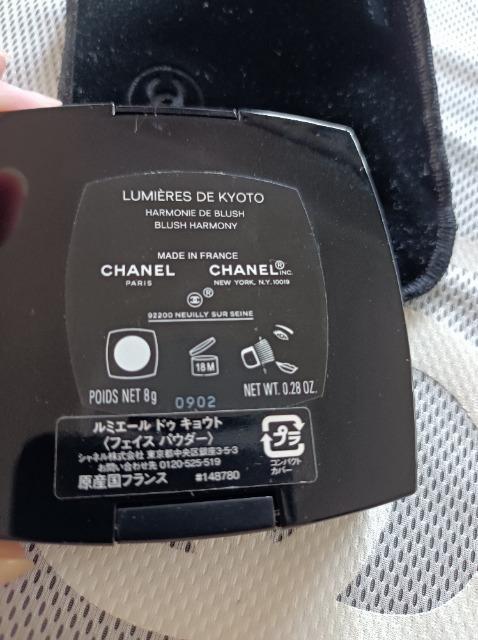 LUMIÈRES DE KYOTO
HARMONIE DE BLUSH
BLUSH HARMONY
MADE IN FRANCE
CHANEL CHANEL® INC.
PARIS NEW YORK, N.Y. 10019
®
92200 NEUILLY SUR SEINE
18M
POIDS NET 8g NET WT. 0.28 OZ.
0902
ルミエール ドゥ キョウト
〈フェイス パウダー〉
シャネル株式会社 東京都中央区銀座3-5-3
お問い合わせ先 0120-525-519
原産国フランス #148780
プラ
コンパクト
カバー